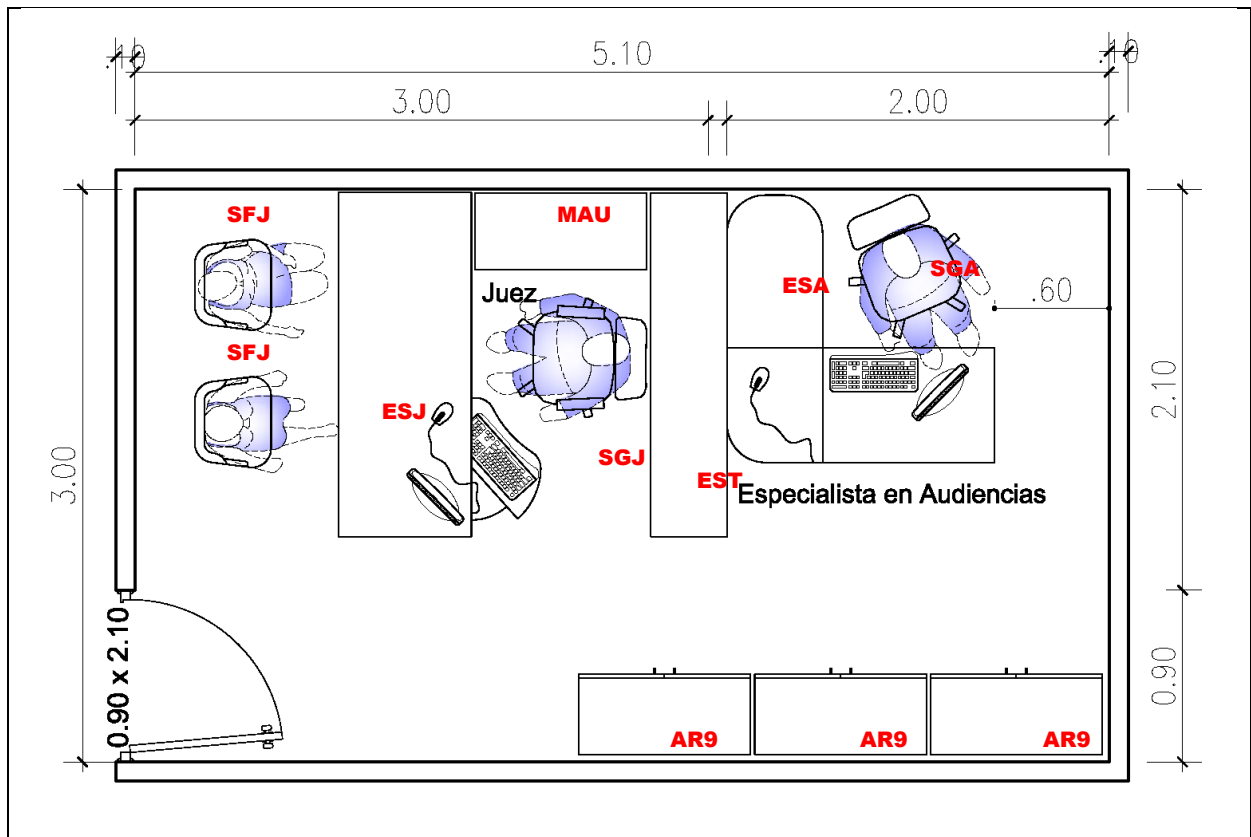 .10
5.10
.10
3.00
2.00
SFJ
MAU
SGA
ESA
Juez
.60
SFJ
ESJ
2.10
SGJ
3.00
EST
Especialista en Audiencias
0.90 x 2.10
0.90
AR9
AR9
AR9